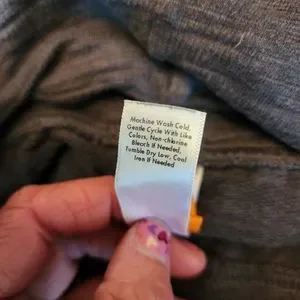 Machine Wash Cold,
Gentle Cycle With Like
Colors, Non-chlorine
Bleach If Needed,
Tumble Dry Low, Cool
Iron If Needed